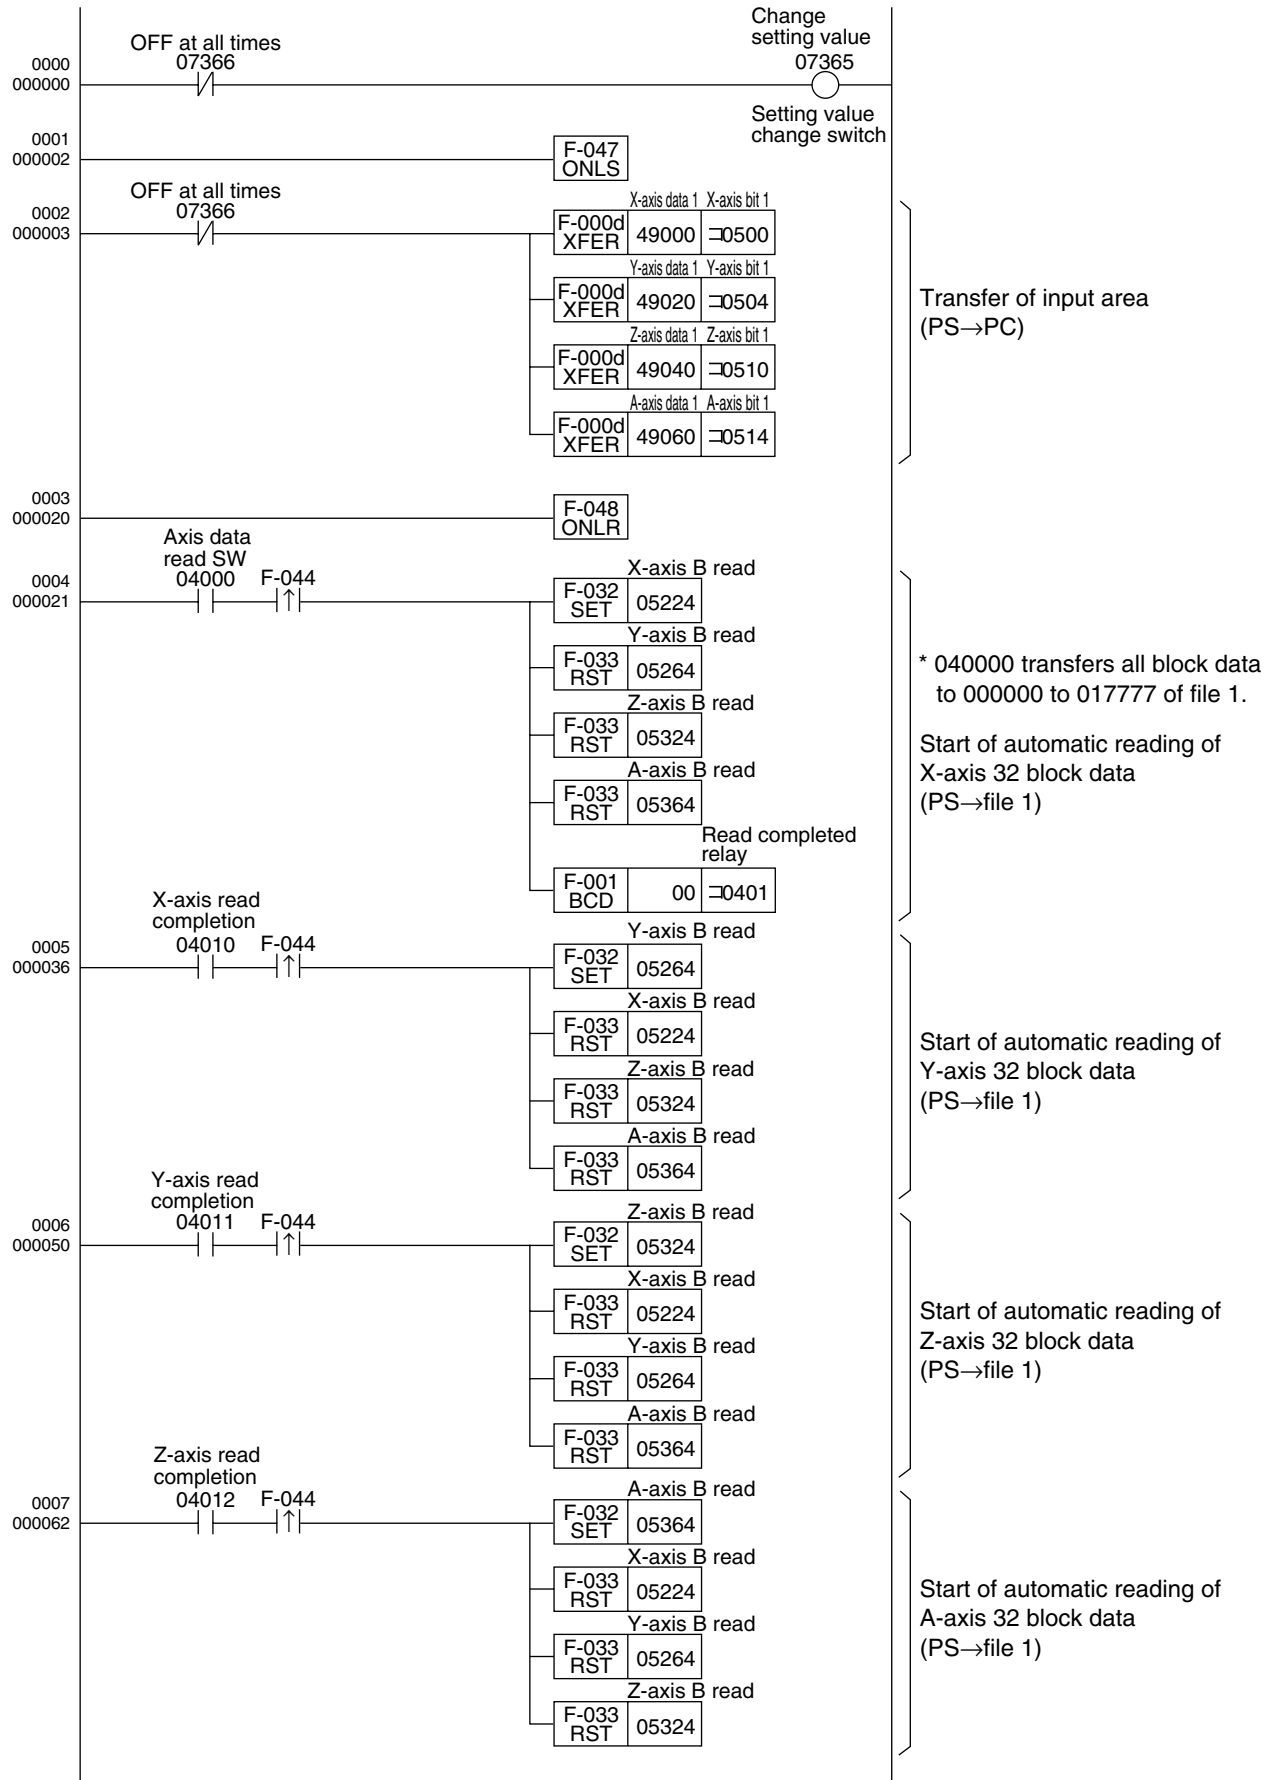 Change
setting value
OFF at all times
0000
07366
07365
000000
Setting value
change switch
0001
000002
F-047
ONLS
OFF at all times
0002
07366
000003
X-axis data 1 X-axis bit 1
F-000d
XFER
49000
⊐0500
Y-axis data 1 Y-axis bit 1
F-000d
XFER
49020
⊐0504
Z-axis data 1 Z-axis bit 1
F-000d
XFER
49040
⊐0510
A-axis data 1 A-axis bit 1
F-000d
XFER
49060
⊐0514
Transfer of input area
(PS→PC)
0003
000020
F-048
ONLR
Axis data
read SW
0004
04000 F-044
000021
↑
X-axis B read
F-032
SET
05224
Y-axis B read
F-033
RST
05264
Z-axis B read
F-033
RST
05324
A-axis B read
F-033
RST
05364
Read completed
relay
F-001
BCD
00
⊐0401
* 040000 transfers all block data
to 000000 to 017777 of file 1.
Start of automatic reading of
X-axis 32 block data
(PS→file 1)
X-axis read
completion
0005
04010 F-044
000036
↑
Y-axis B read
F-032
SET
05264
X-axis B read
F-033
RST
05224
Z-axis B read
F-033
RST
05324
A-axis B read
F-033
RST
05364
Start of automatic reading of
Y-axis 32 block data
(PS→file 1)
Y-axis read
completion
0006
04011 F-044
000050
↑
Z-axis B read
F-032
SET
05324
X-axis B read
F-033
RST
05224
Y-axis B read
F-033
RST
05264
A-axis B read
F-033
RST
05364
Start of automatic reading of
Z-axis 32 block data
(PS→file 1)
Z-axis read
completion
0007
04012 F-044
000062
↑
A-axis B read
F-032
SET
05364
X-axis B read
F-033
RST
05224
Y-axis B read
F-033
RST
05264
Z-axis B read
F-033
RST
05324
Start of automatic reading of
A-axis 32 block data
(PS→file 1)